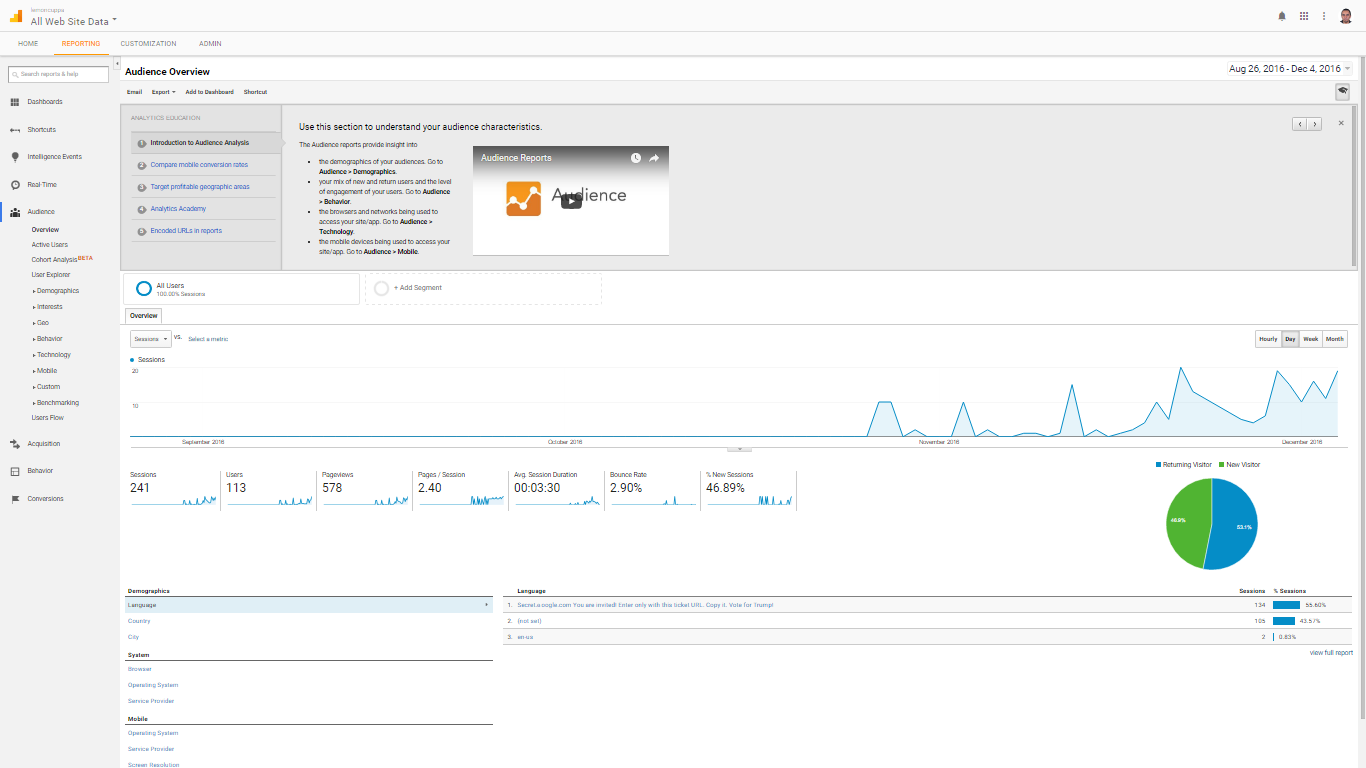 lemoncuppa
All Web Site Data
HOME
REPORTING
CUSTOMIZATION
ADMIN
Search reports & help
Dashboards
Shortcuts
Intelligence Events
Real-Time
Audience
Overview
Active Users
Cohort Analysis BETA
User Explorer
Demographics
Interests
Geo
Behavior
Technology
Mobile
Custom
Benchmarking
Users Flow
Acquisition
Behavior
Conversions
Audience Overview
Aug 26, 2016 - Dec 4, 2016
Email
Export
Add to Dashboard
Shortcut
ANALYTICS EDUCATION
1 Introduction to Audience Analysis
2 Compare mobile conversion rates
3 Target profitable geographic areas
4 Analytics Academy
5 Encoded URLs in reports
Use this section to understand your audience characteristics.
The Audience reports provide insight into
the demographics of your audiences. Go to
Audience > Demographics.
your mix of new and return users and the level
of engagement of your users. Go to Audience
> Behavior.
the browsers and networks being used to
access your site/app. Go to Audience >
Technology.
the mobile devices being used to access your
site/app. Go to Audience > Mobile.
Audience Reports
Audience
All Users
100.00% Sessions
+ Add Segment
Overview
Sessions
VS.
Select a metric
Hourly
Day
Week
Month
Sessions
20
10
September 2016
October 2016
November 2016
December 2016
Sessions
241
Users
113
Pageviews
578
Pages / Session
2.40
Avg. Session Duration
00:03:30
Bounce Rate
2.90%
% New Sessions
46.89%
Returning Visitor
New Visitor
46.9%
53.1%
Demographics
Language
Country
City
System
Browser
Operating System
Service Provider
Mobile
Operating System
Service Provider
Screen Resolution
Language Sessions % Sessions
1. Secret.ɢoogle.com You are invited! Enter only with this ticket URL. Copy it. Vote for Trump! 134 55.60%
2. (not set) 105 43.57%
3. en-us 2 0.83%
view full report